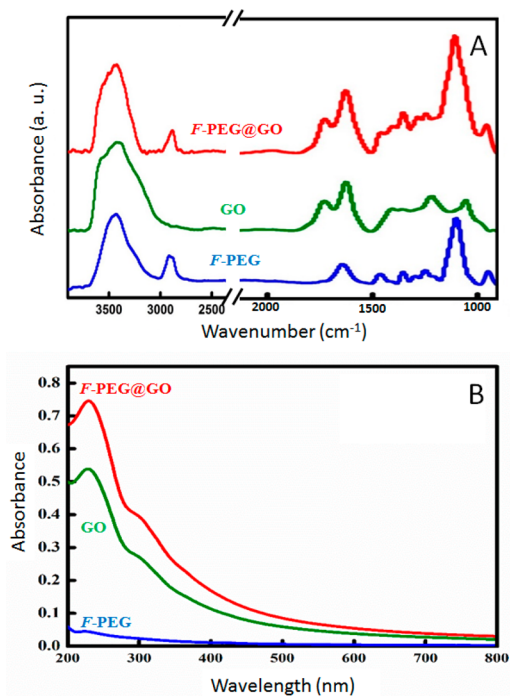 A
F-PEG@GO
GO
F-PEG
Absorbance (a. u.)
3500 3000 2500 2000 1500 1000
Wavenumber (cm-1)
B
F-PEG@GO
GO
F-PEG
Absorbance
0.8
0.7
0.6
0.5
0.4
0.3
0.2
0.1
0.0
200 300 400 500 600 700 800
Wavelength (nm)